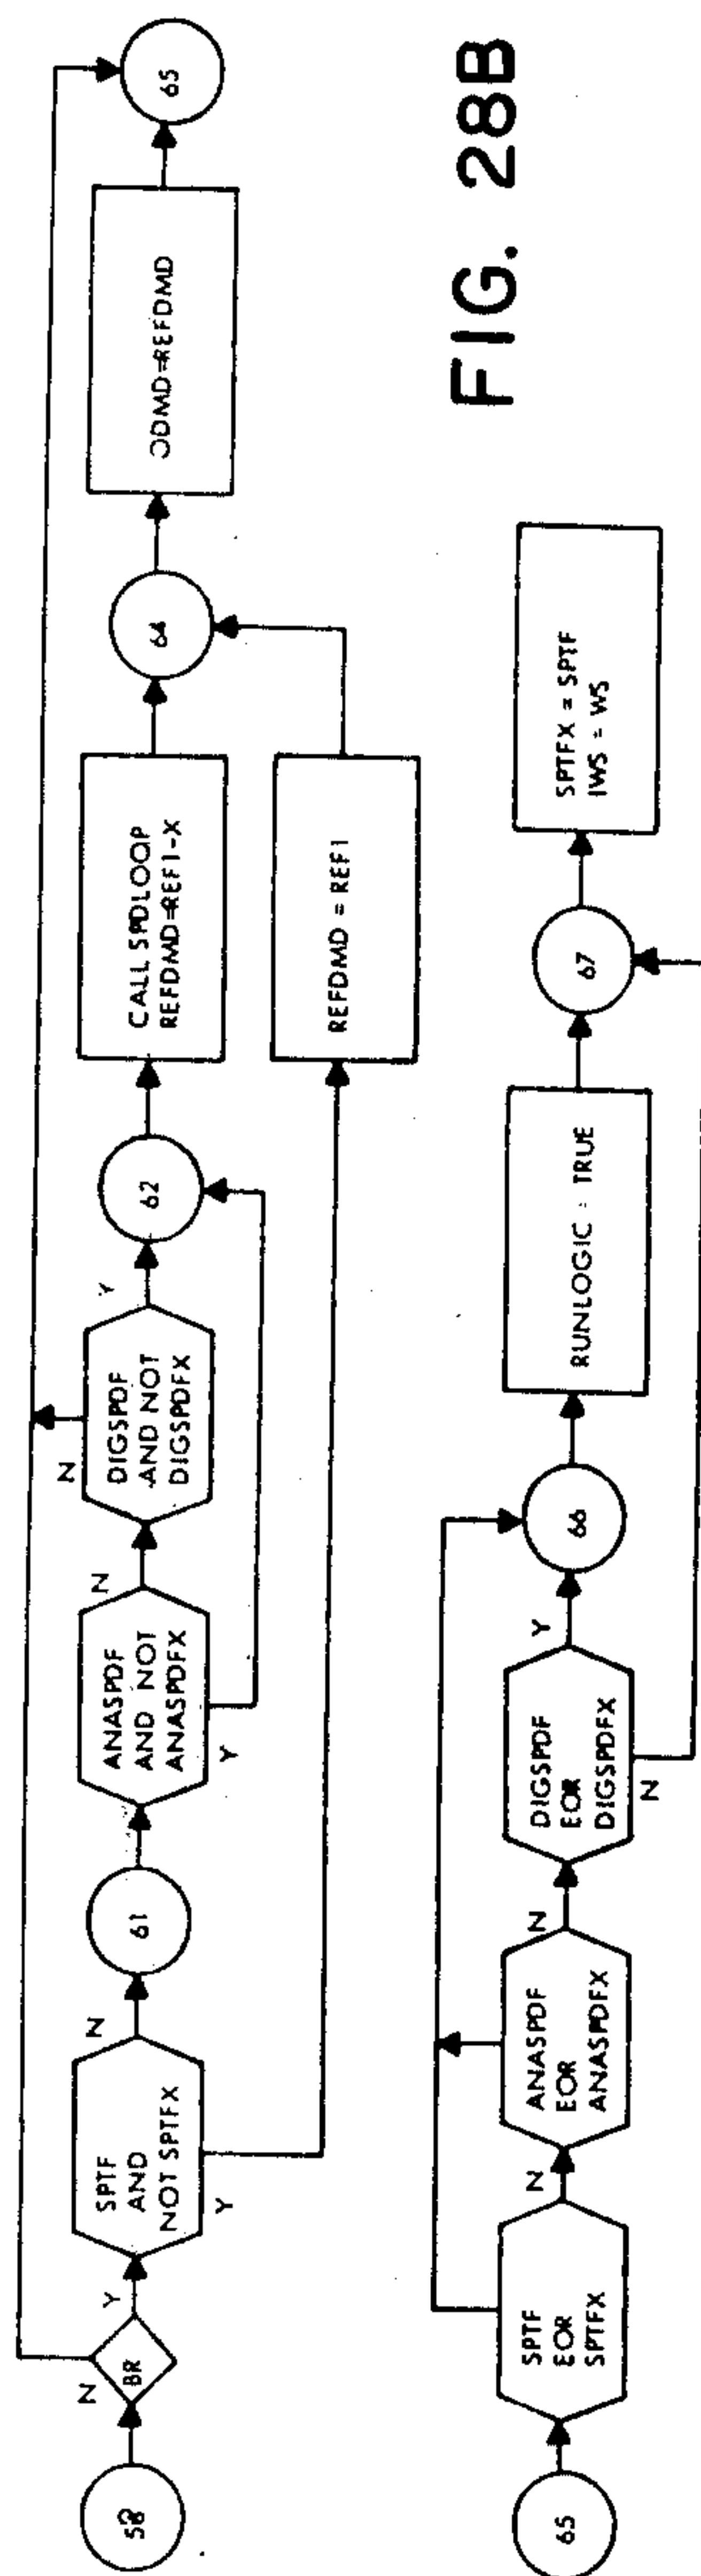 58
N
BR
Y
SPTF
AND
NOT SPTFX
N
Y
61
ANASPDF
AND NOT
ANASPDFX
N
Y
DIGSPDF
AND NOT
DIGSPDFX
N
Y
62
CALL SPDLOOP
REFDMD=REF1-X
REFDMD = REF1
64
ODMD=REFDMD
65
65
SPTF
EOR
SPTFX
N
ANASPDF
EOR
ANASPDFX
N
DIGSPDF
EOR
DIGSPDFX
Y
N
66
RUNLOGIC = TRUE
67
SPTFX = SPTF
IWS = WS
FIG. 28B